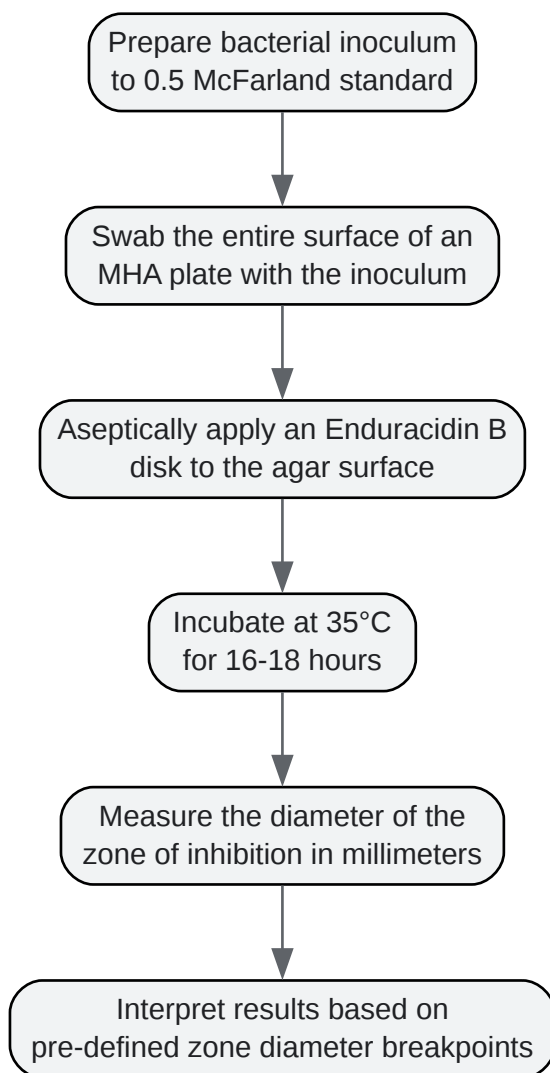 Prepare bacterial inoculum
to 0.5 McFarland standard
Swab the entire surface of an
MHA plate with the inoculum
Aseptically apply an Enduracidin B
disk to the agar surface
Incubate at 35°C
for 16-18 hours
Measure the diameter of the
zone of inhibition in millimeters
Interpret results based on
pre-defined zone diameter breakpoints